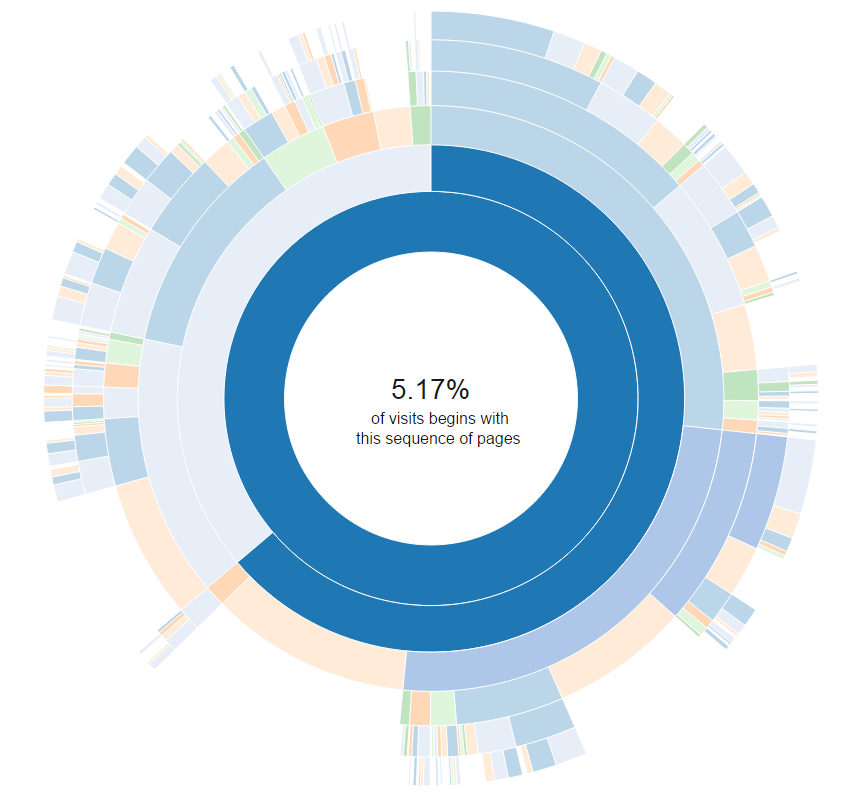 5.17%
of visits begins with
this sequence of pages